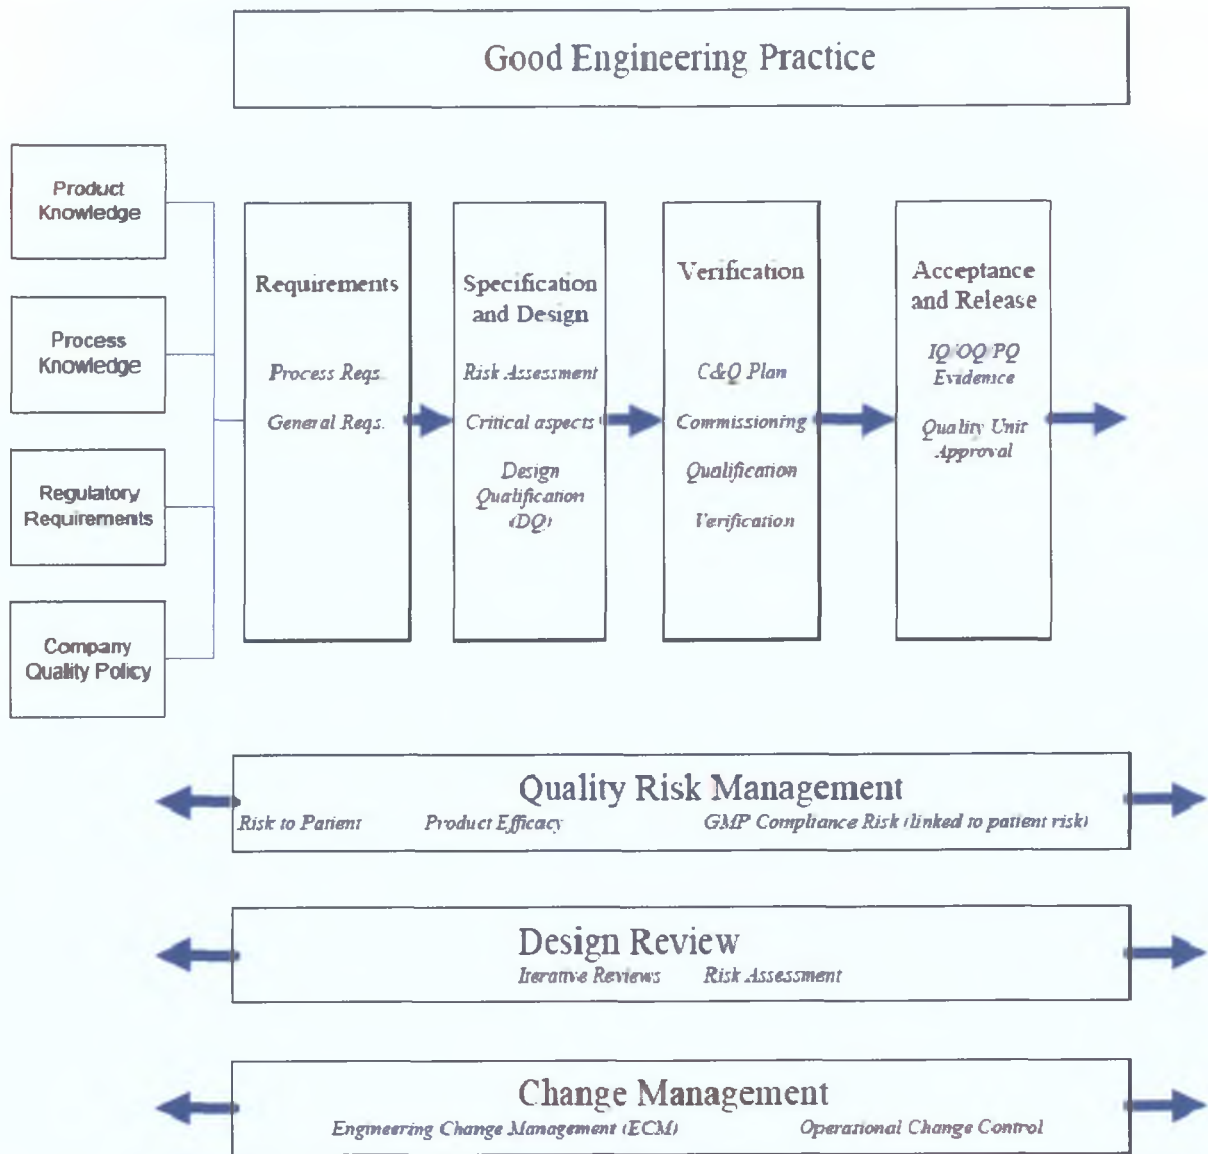 Good Engineering Practice
Product
Knowledge
Process
Knowledge
Regulatory
Requirements
Company
Quality Policy
Requirements
Process Reqs.
General Reqs.
Specification
and Design
Risk Assessment
Critical aspects
Design
Qualification
(DQ)
Verification
C&Q Plan
Commissioning
Qualification
Verification
Acceptance
and Release
IQ/OQ/PQ
Evidence
Quality Unit
Approval
Quality Risk Management
Risk to Patient Product Efficacy GMP Compliance Risk (linked to patient risk)
Design Review
Iterative Reviews Risk Assessment
Change Management
Engineering Change Management (ECM) Operational Change Control